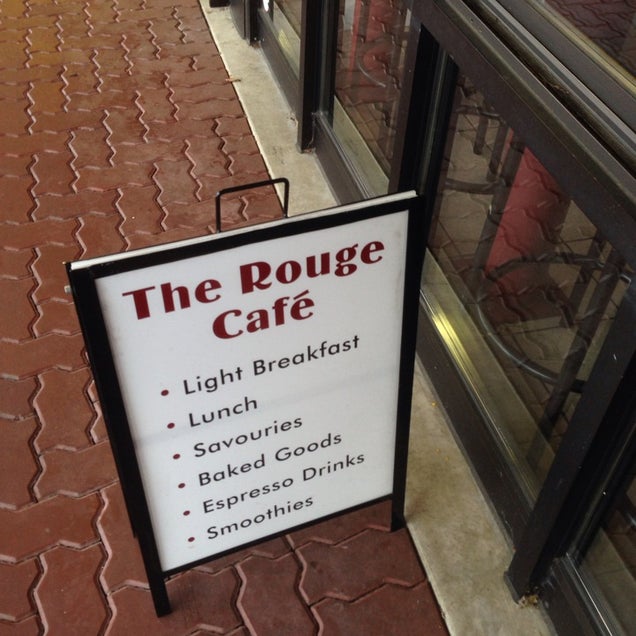 The Rouge
Café
• Light Breakfast
• Lunch
• Savouries
• Baked Goods
• Espresso Drinks
• Smoothies